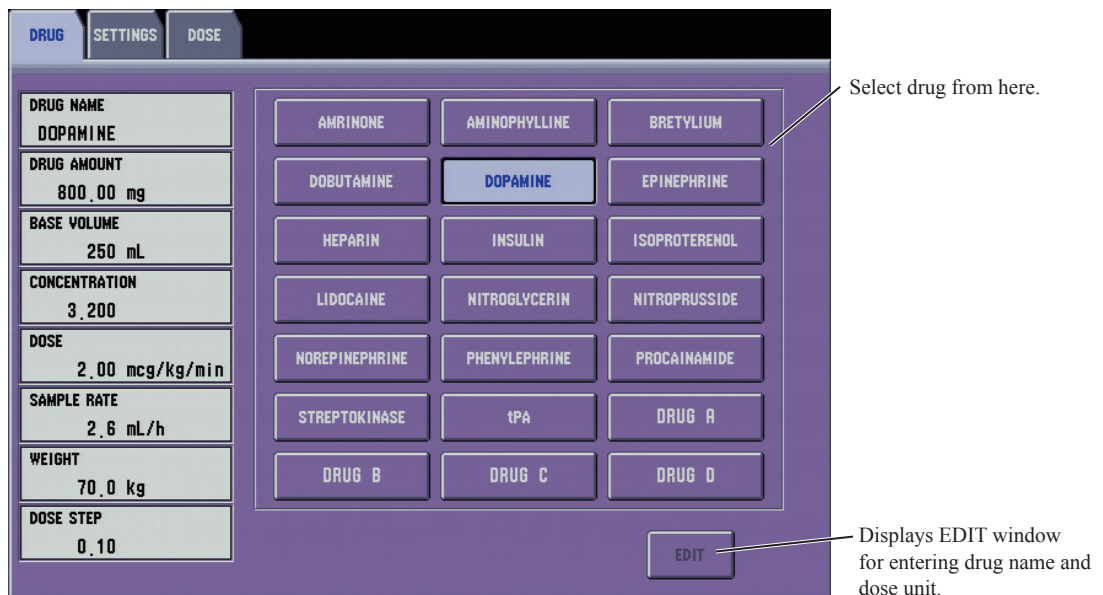 DRUG SETTINGS DOSE
Select drug from here.
DRUG NAME
DOPAMINE
DRUG AMOUNT
800.00 mg
BASE VOLUME
250 mL
CONCENTRATION
3.200
DOSE
2.00 mcg/kg/min
SAMPLE RATE
2.6 mL/h
WEIGHT
70.0 kg
DOSE STEP
0.10
AMRINONE AMINOPHYLLINE BRETYLIUM
DOBUTAMINE DOPAMINE EPINEPHRINE
HEPARIN INSULIN ISOPROTERENOL
LIDOCAINE NITROGLYCERIN NITROPRUSSIDE
NOREPINEPHRINE PHENYLEPHRINE PROCAINAMIDE
STREPTOKINASE tPA DRUG A
DRUG B DRUG C DRUG D
EDIT
Displays EDIT window
for entering drug name and
dose unit.